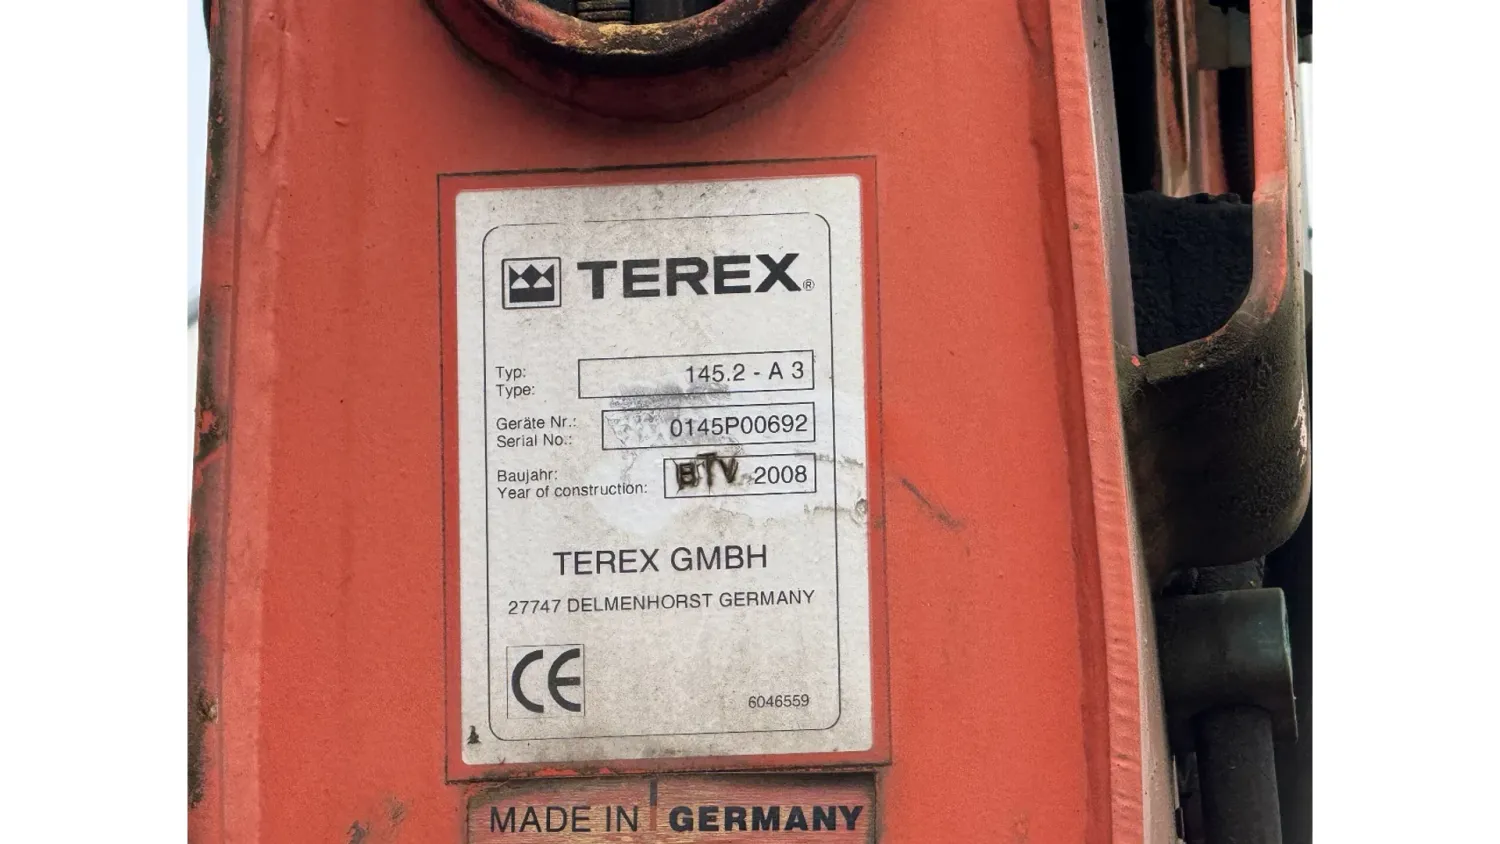 TEREX®
Typ:
Type:
145.2 - A 3
Geräte Nr.:
Serial No.:
0145P00692
Baujahr:
Year of construction:
BTV 2008
TEREX GMBH
27747 DELMENHORST GERMANY
CE
6046559
MADE IN GERMANY